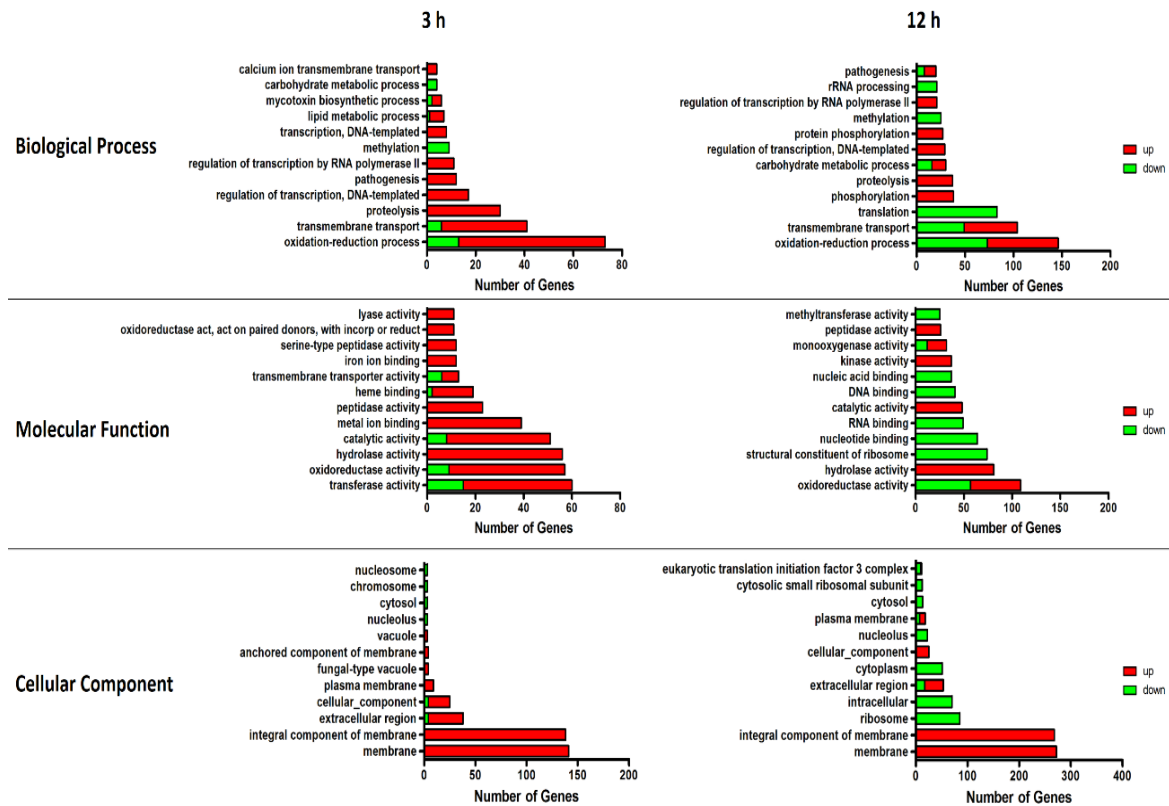 3 h
12 h
Biological Process
calcium ion transmembrane transport
carbohydrate metabolic process
mycotoxin biosynthetic process
lipid metabolic process
transcription, DNA-templated
methylation
regulation of transcription by RNA polymerase II
pathogenesis
regulation of transcription, DNA-templated
proteolysis
transmembrane transport
oxidation-reduction process
0 20 40 60 80
Number of Genes
pathogenesis
rRNA processing
regulation of transcription by RNA polymerase II
methylation
protein phosphorylation
regulation of transcription, DNA-templated
carbohydrate metabolic process
proteolysis
phosphorylation
translation
transmembrane transport
oxidation-reduction process
0 50 100 150 200
Number of Genes
up
down
Molecular Function
lyase activity
oxidoreductase act, act on paired donors, with incorp or reduct
serine-type peptidase activity
iron ion binding
transmembrane transporter activity
heme binding
peptidase activity
metal ion binding
catalytic activity
hydrolase activity
oxidoreductase activity
transferase activity
0 20 40 60 80
Number of Genes
methyltransferase activity
peptidase activity
monooxygenase activity
kinase activity
nucleic acid binding
DNA binding
catalytic activity
RNA binding
nucleotide binding
structural constituent of ribosome
hydrolase activity
oxidoreductase activity
0 50 100 150 200
Number of Genes
up
down
Cellular Component
nucleosome
chromosome
cytosol
nucleolus
vacuole
anchored component of membrane
fungal-type vacuole
plasma membrane
cellular_component
extracellular region
integral component of membrane
membrane
0 50 100 150 200
Number of Genes
eukaryotic translation initiation factor 3 complex
cytosolic small ribosomal subunit
cytosol
plasma membrane
nucleolus
cellular_component
cytoplasm
extracellular region
intracellular
ribosome
integral component of membrane
membrane
0 100 200 300 400
Number of Genes
up
down